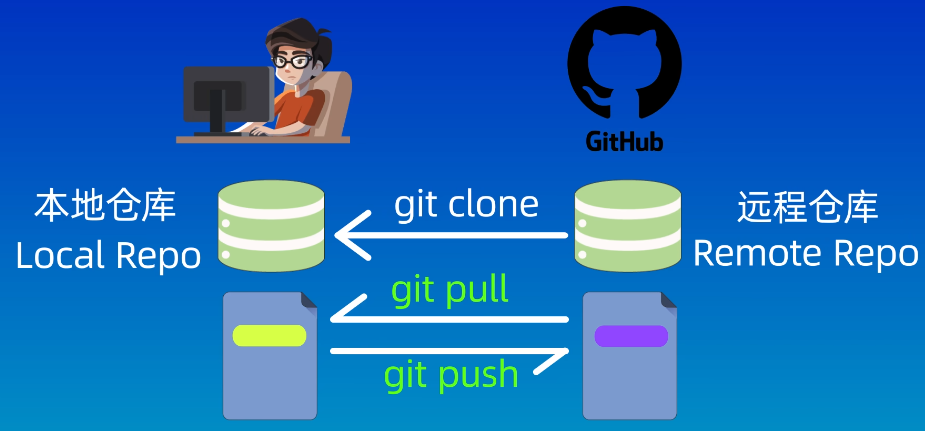 GitHub
本地仓库
Local Repo
git clone
远程仓库
Remote Repo
git pull
git push